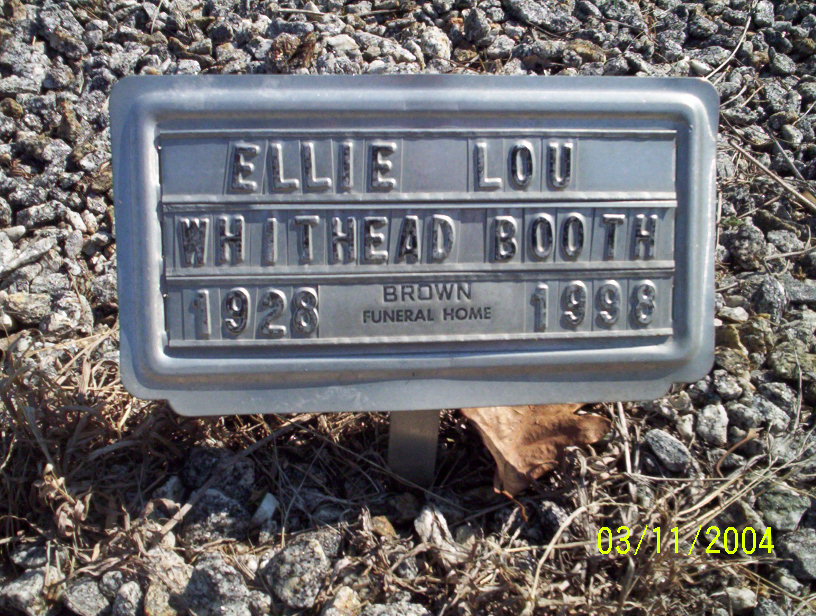 ELLIE LOU
WHITHEAD BOOTH
1928 BROWN 1998
FUNERAL HOME
03/11/2004